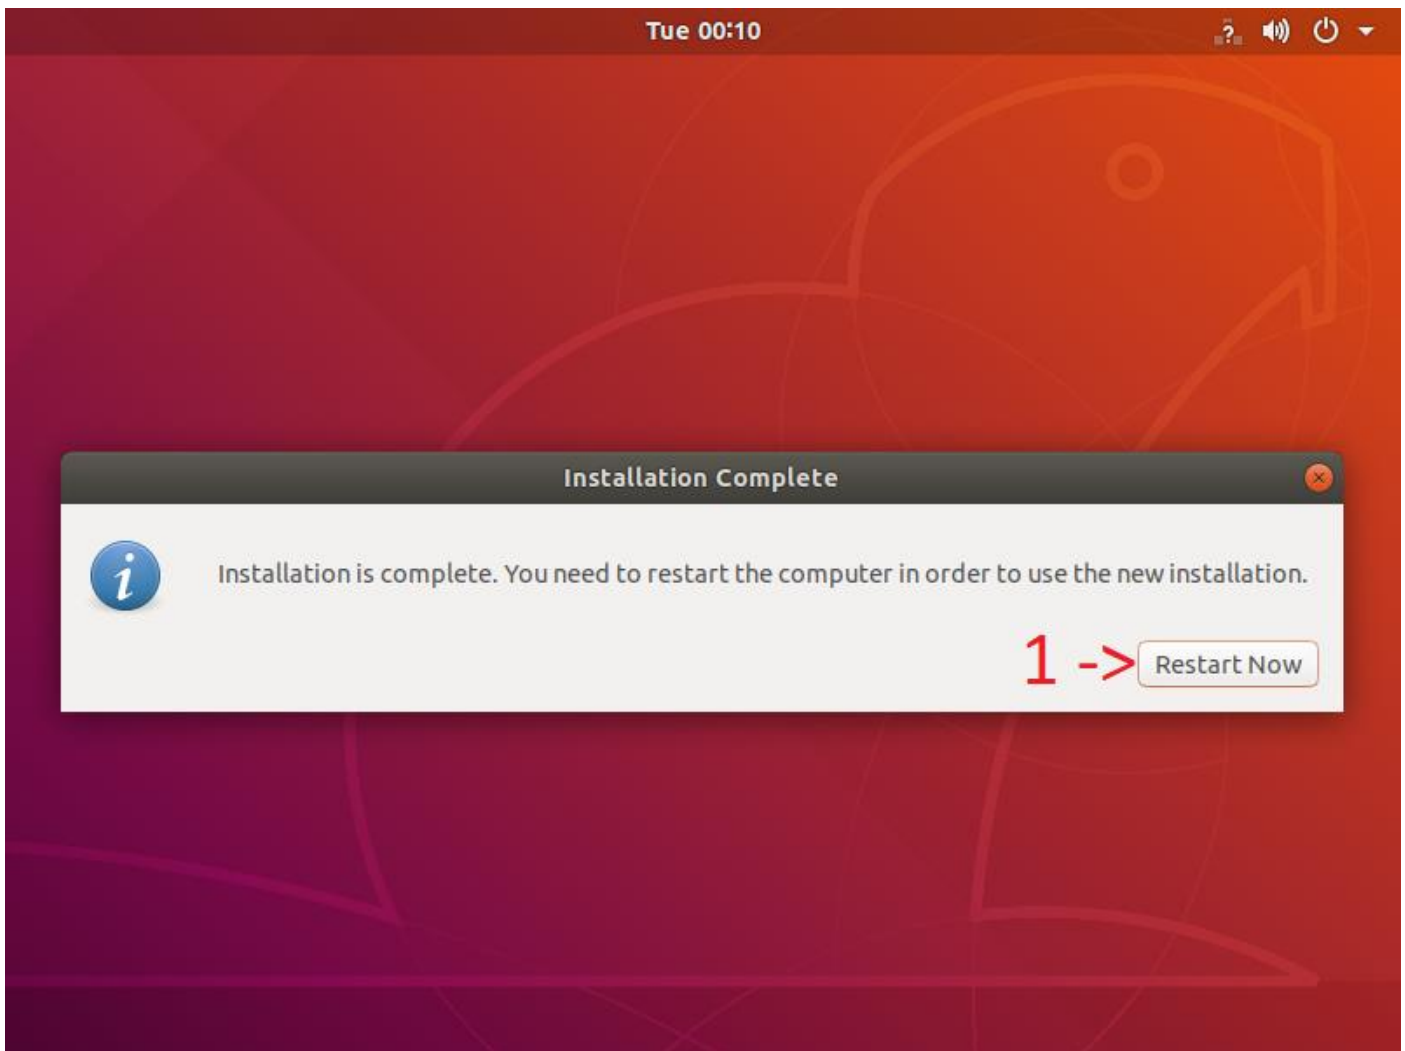 Tue 00:10
?
Installation Complete
Installation is complete. You need to restart the computer in order to use the new installation.
1 -> Restart Now